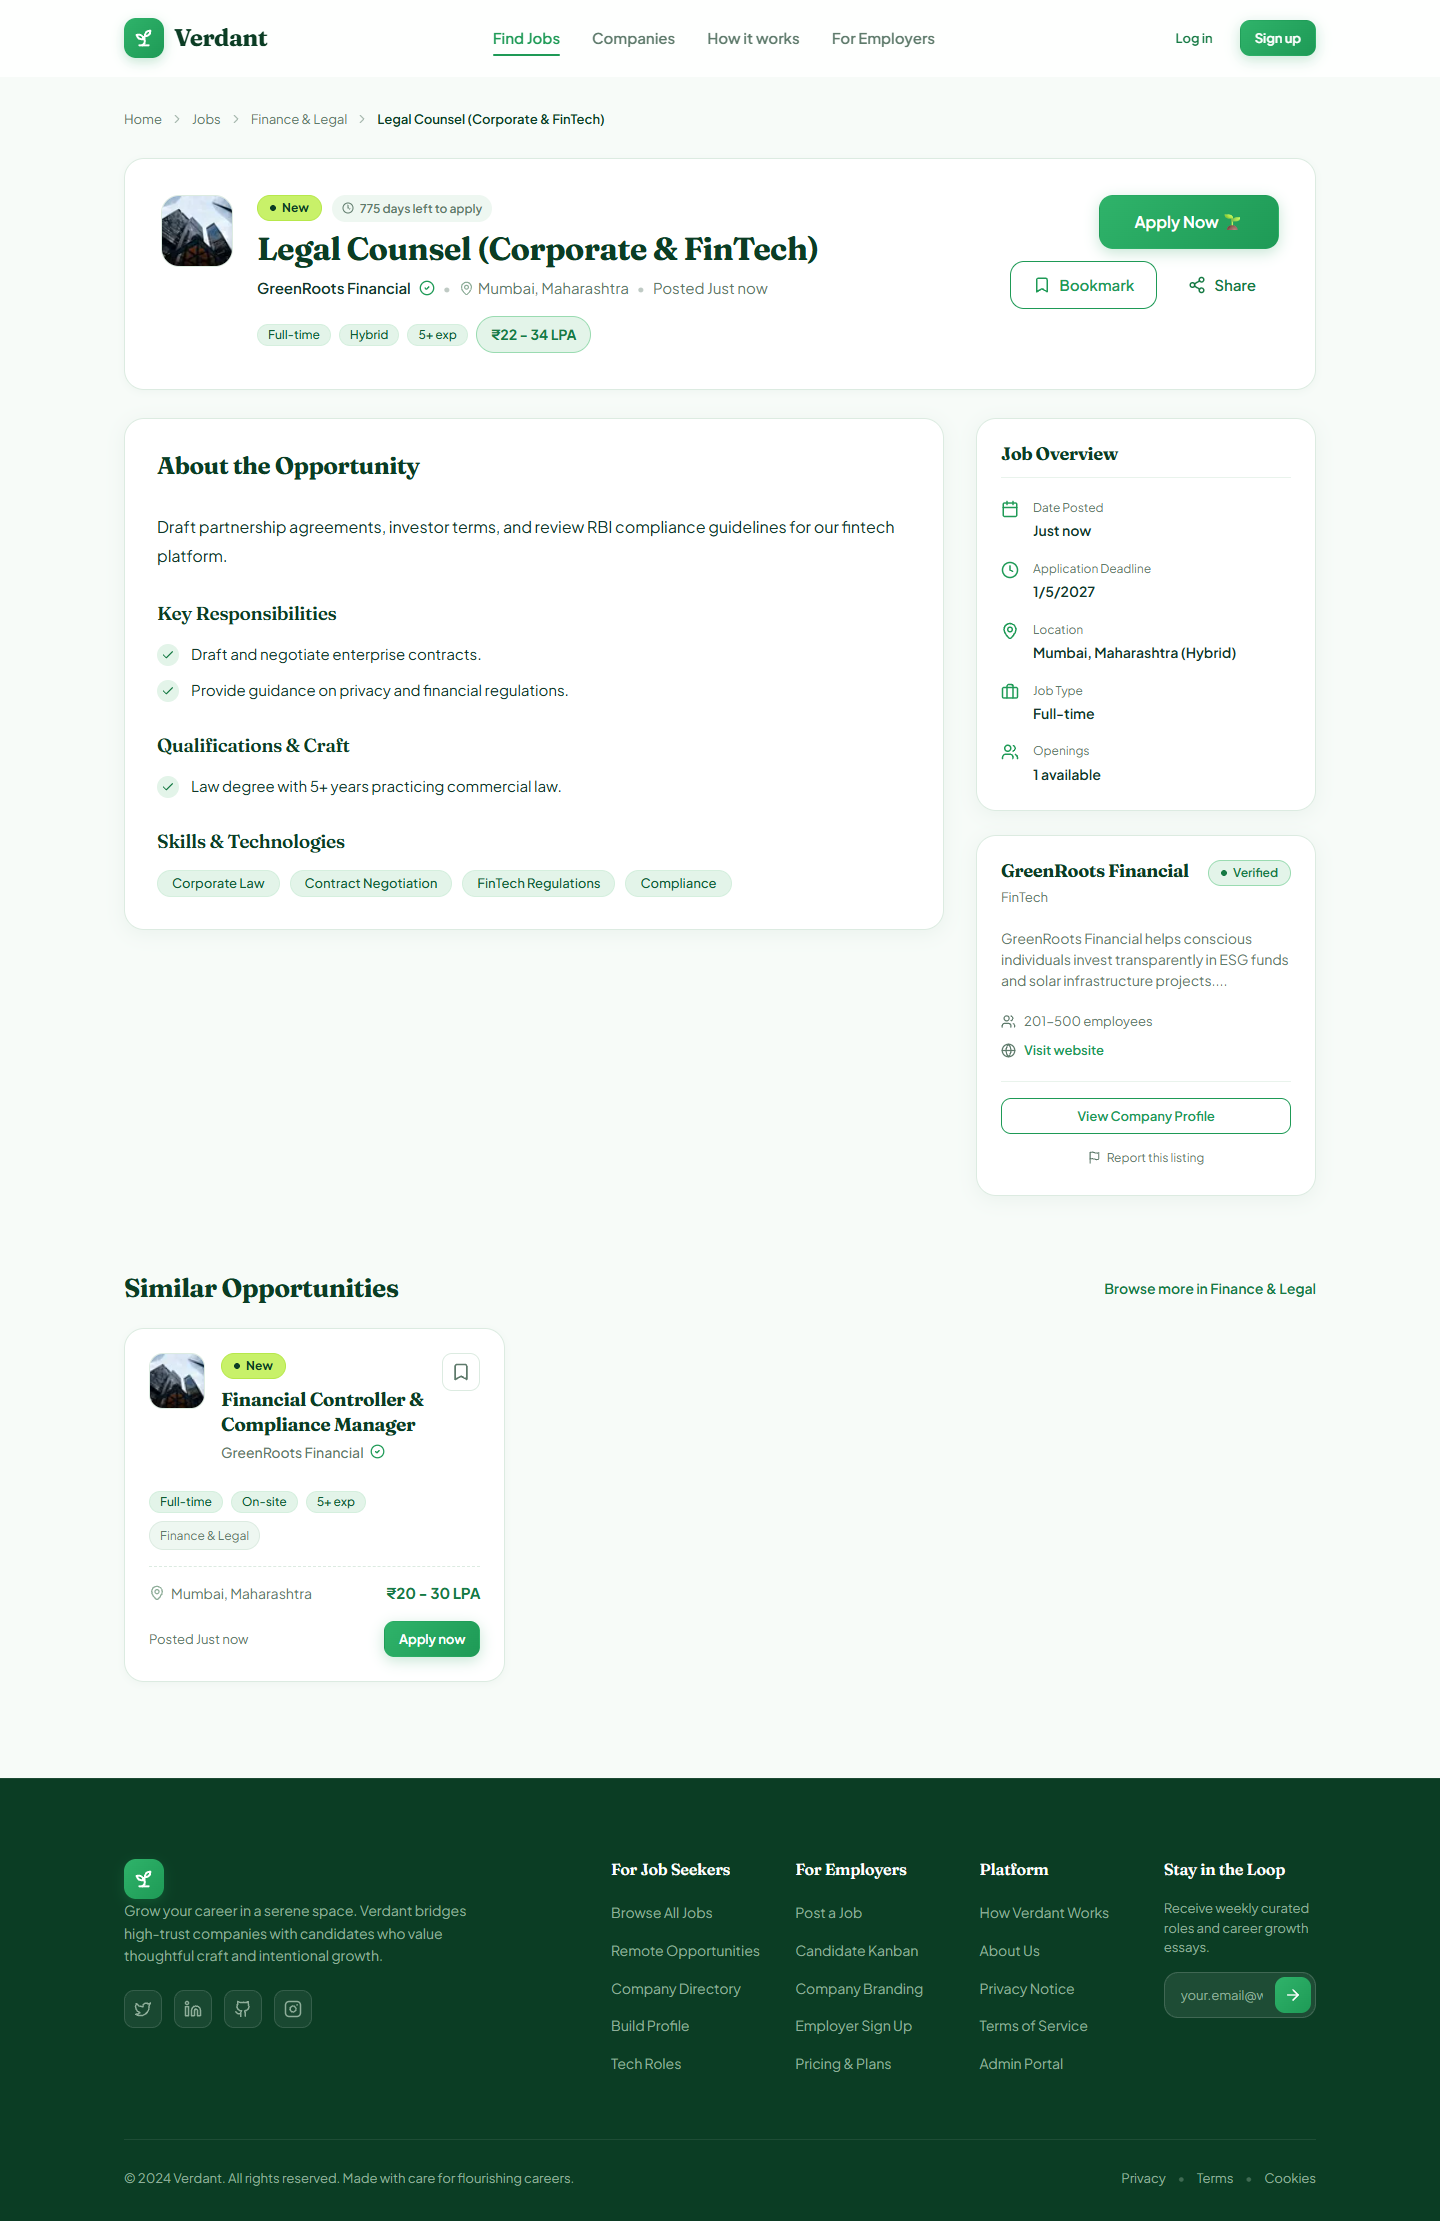 Verdant
Find Jobs
Companies
How it works
For Employers
Log in
Sign up
Home
Jobs
Finance & Legal
Legal Counsel (Corporate & FinTech)
New
775 days left to apply
Legal Counsel (Corporate & FinTech)
GreenRoots Financial
Mumbai, Maharashtra
Posted Just now
Full-time
Hybrid
5+ exp
₹22 – 34 LPA
Apply Now 🌱
Bookmark
Share
About the Opportunity
Draft partnership agreements, investor terms, and review RBI compliance guidelines for our fintech
platform.
Key Responsibilities
Draft and negotiate enterprise contracts.
Provide guidance on privacy and financial regulations.
Qualifications & Craft
Law degree with 5+ years practicing commercial law.
Skills & Technologies
Corporate Law
Contract Negotiation
FinTech Regulations
Compliance
Job Overview
Date Posted
Just now
Application Deadline
1/5/2027
Location
Mumbai, Maharashtra (Hybrid)
Job Type
Full-time
Openings
1 available
GreenRoots Financial
Verified
FinTech
GreenRoots Financial helps conscious
individuals invest transparently in ESG funds
and solar infrastructure projects....
201–500 employees
Visit website
View Company Profile
Report this listing
Similar Opportunities
Browse more in Finance & Legal
New
Financial Controller &
Compliance Manager
GreenRoots Financial
Full-time
On-site
5+ exp
Finance & Legal
Mumbai, Maharashtra
₹20 – 30 LPA
Posted Just now
Apply now
Grow your career in a serene space. Verdant bridges
high-trust companies with candidates who value
thoughtful craft and intentional growth.
For Job Seekers
Browse All Jobs
Remote Opportunities
Company Directory
Build Profile
Tech Roles
For Employers
Post a Job
Candidate Kanban
Company Branding
Employer Sign Up
Pricing & Plans
Platform
How Verdant Works
About Us
Privacy Notice
Terms of Service
Admin Portal
Stay in the Loop
Receive weekly curated
roles and career growth
essays.
your.email@w
© 2024 Verdant. All rights reserved. Made with care for flourishing careers.
Privacy
Terms
Cookies